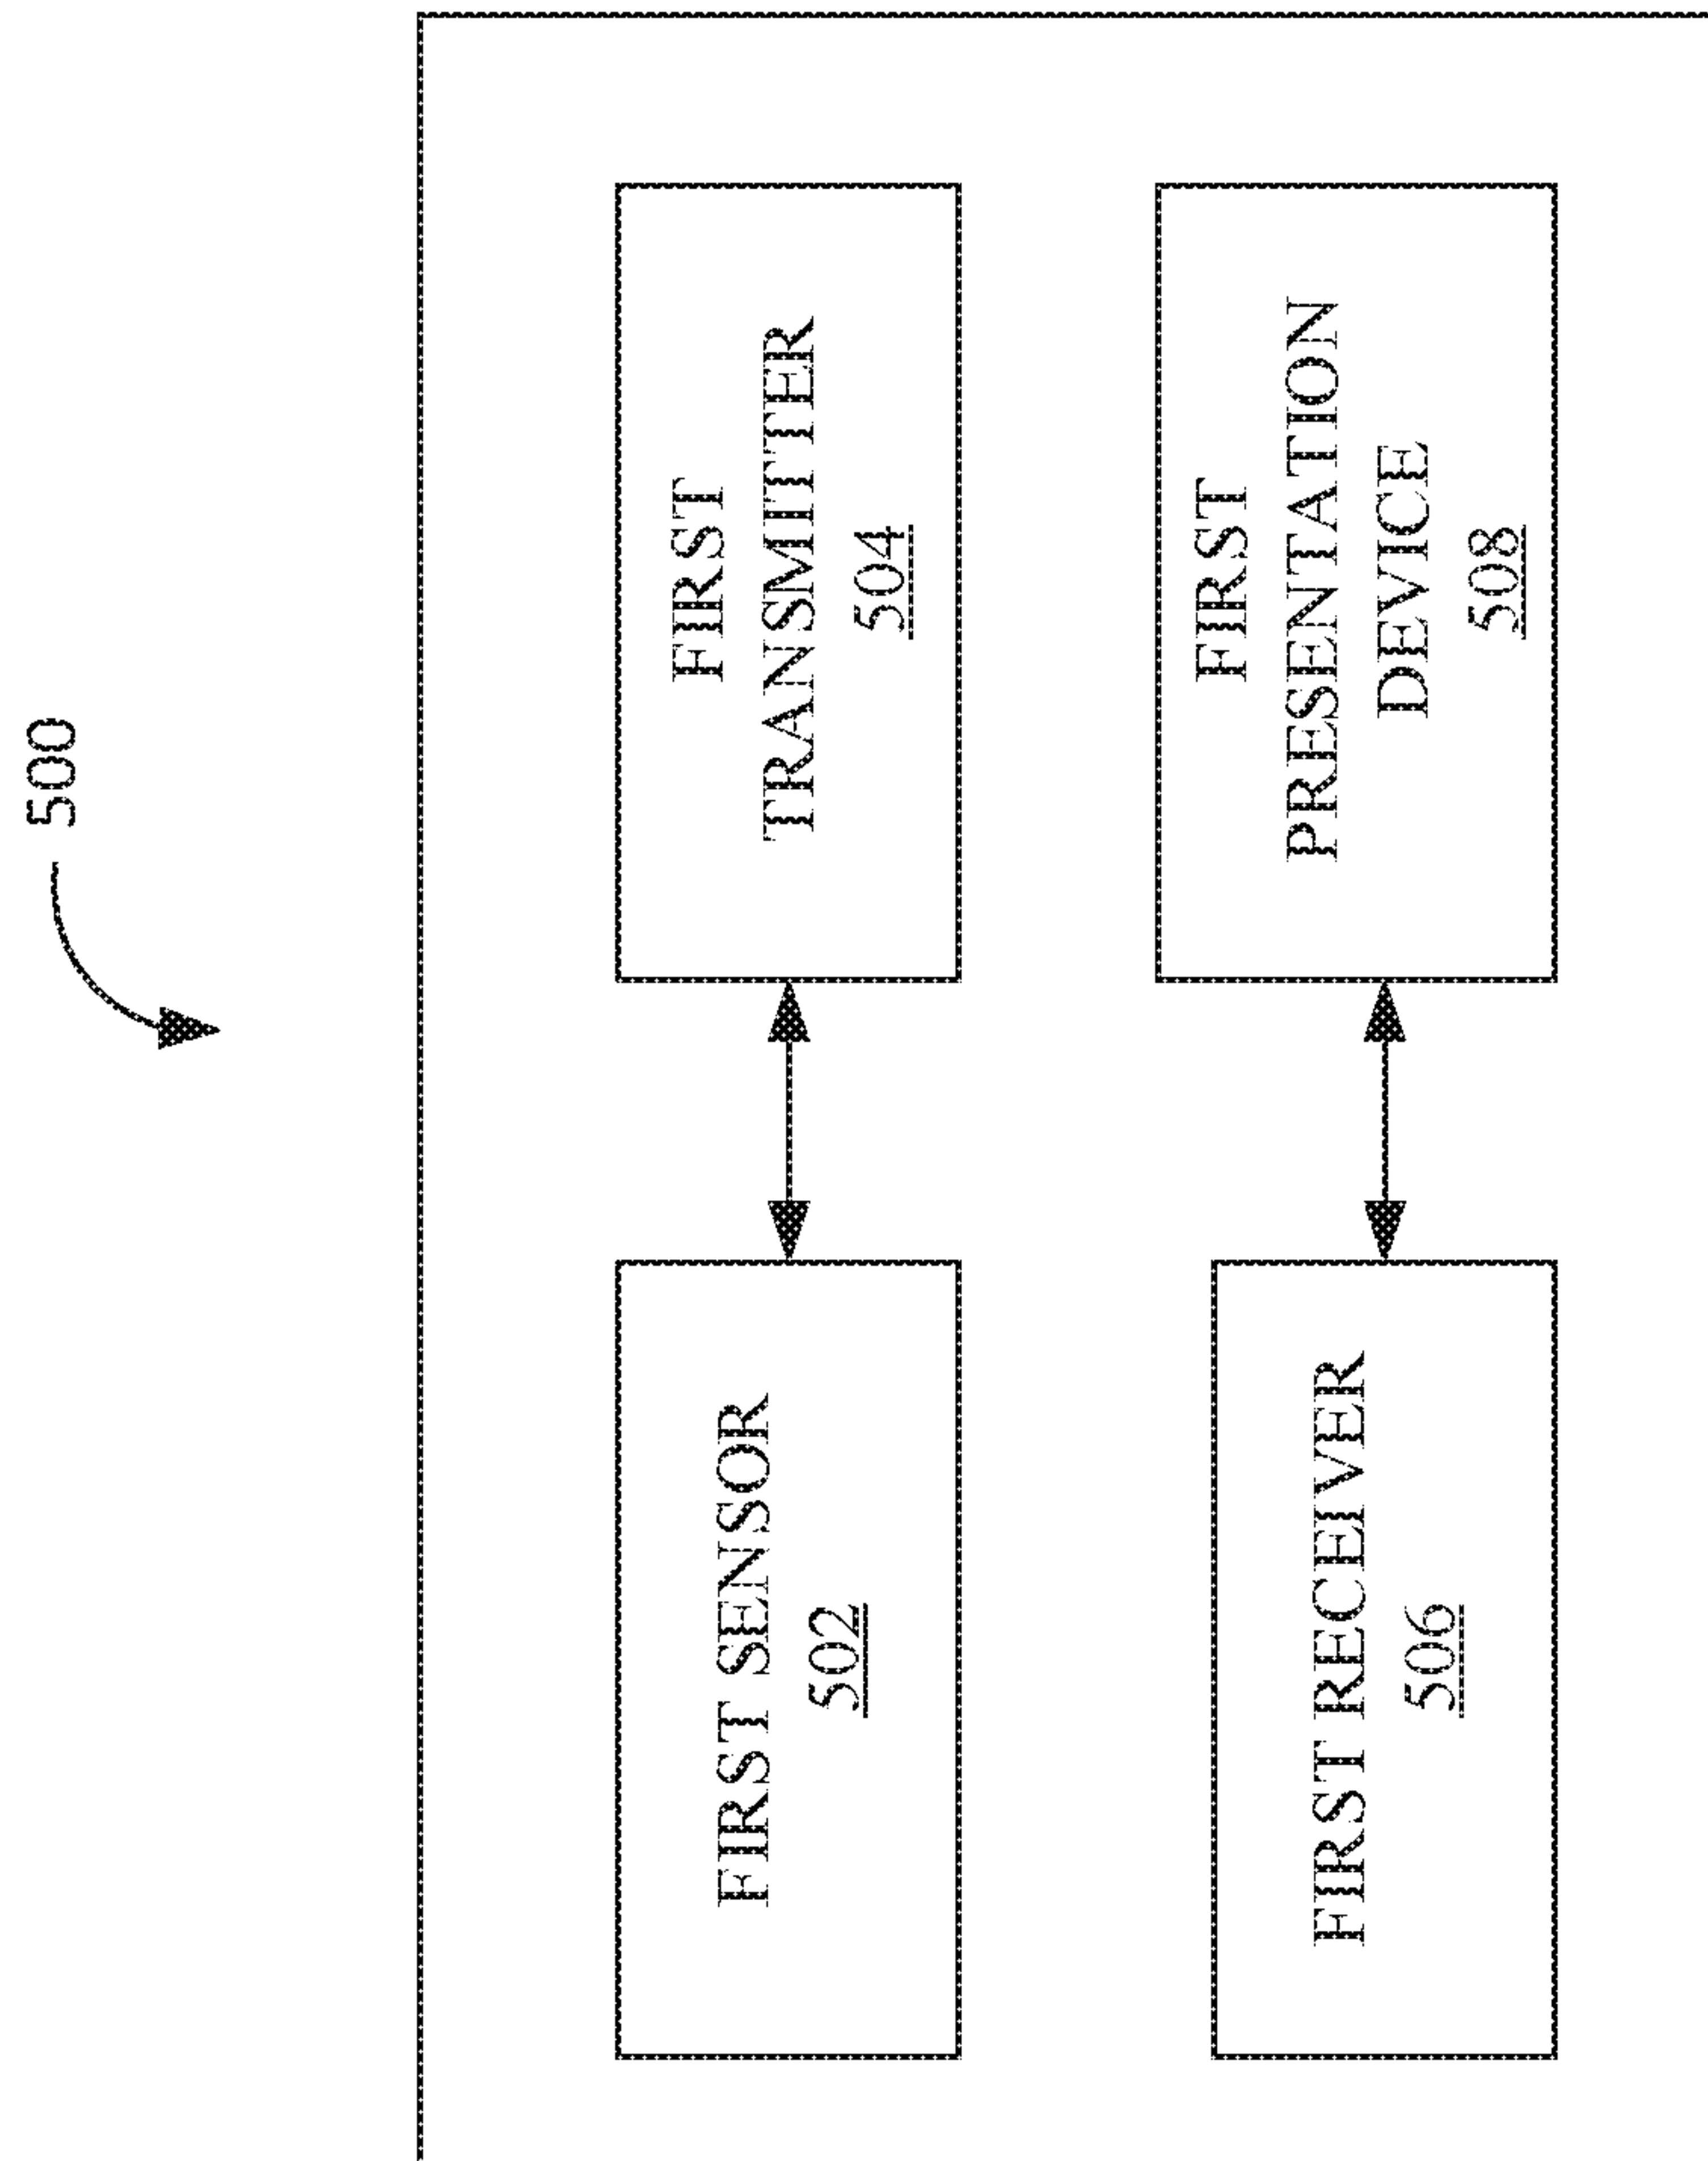 500
FIRST SENSOR
502
FIRST
TRANSMITTER
504
FIRST RECEIVER
506
FIRST
PRESENTATION
DEVICE
508